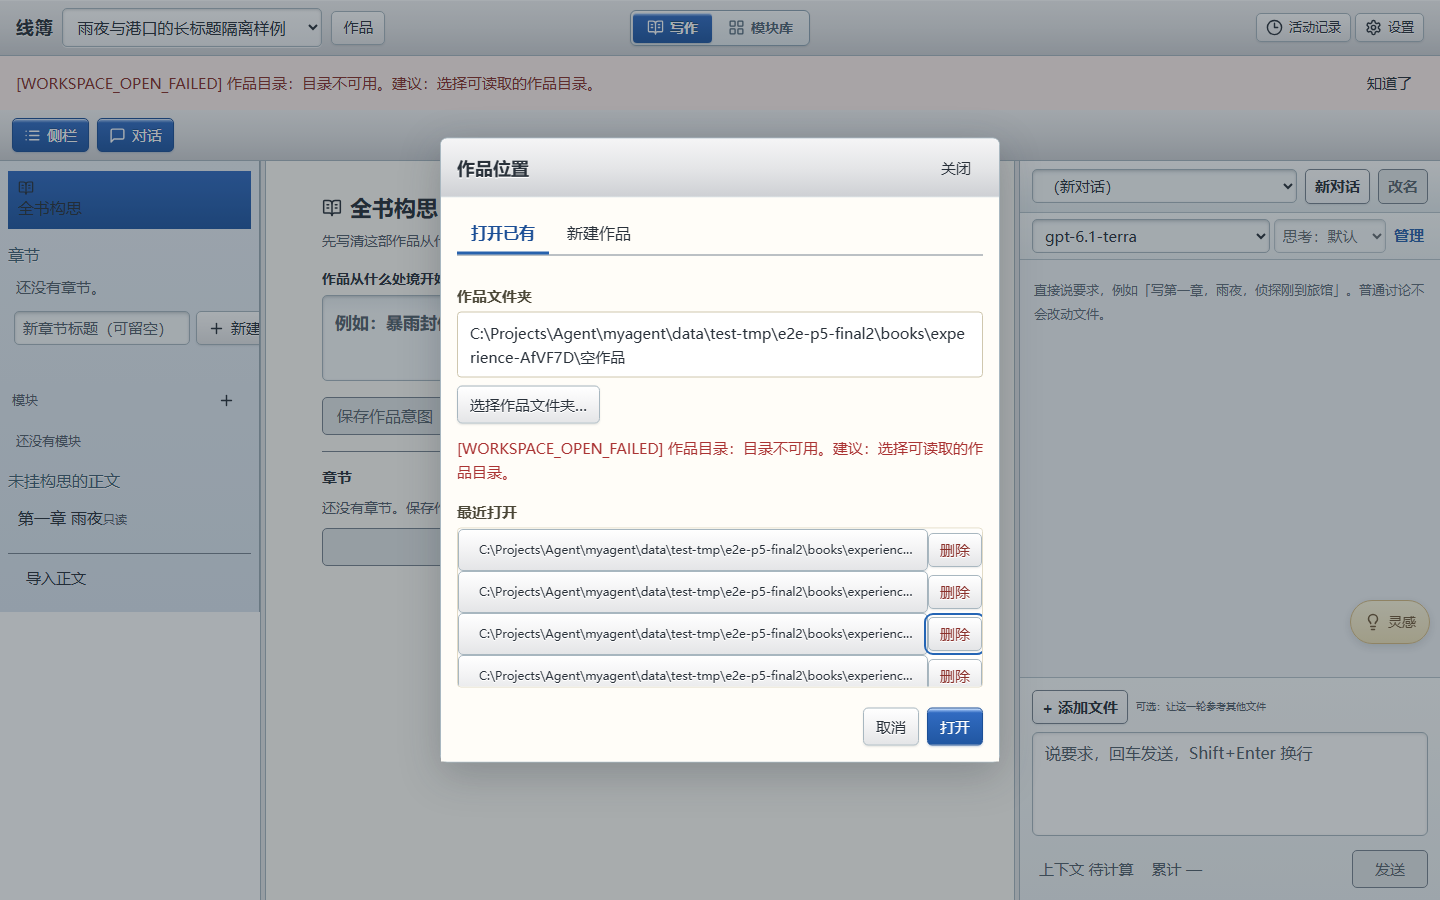 线簿
雨夜与港口的长标题隔离样例
作品
写作
模块库
活动记录
设置
[WORKSPACE_OPEN_FAILED] 作品目录：目录不可用。建议：选择可读取的作品目录。
知道了
侧栏
对话
全书构思
章节
还没有章节。
新章节标题（可留空）
+ 新建
模块
+
还没有模块
未挂构思的正文
第一章 雨夜只读
导入正文
全书构思
先写清这部作品从什
作品从什么处境开始
例如：暴雨封
保存作品意图
章节
还没有章节。保存作
作品位置
关闭
打开已有
新建作品
作品文件夹
C:\Projects\Agent\myagent\data\test-tmp\e2e-p5-final2\books\expe
rience-AfVF7D\空作品
选择作品文件夹...
[WORKSPACE_OPEN_FAILED] 作品目录：目录不可用。建议：选择可读取的作
品目录。
最近打开
C:\Projects\Agent\myagent\data\test-tmp\e2e-p5-final2\books\experienc...
删除
C:\Projects\Agent\myagent\data\test-tmp\e2e-p5-final2\books\experienc...
删除
C:\Projects\Agent\myagent\data\test-tmp\e2e-p5-final2\books\experienc...
删除
C:\Projects\Agent\myagent\data\test-tmp\e2e-p5-final2\books\experienc...
删除
取消
打开
（新对话）
新对话
改名
gpt-6.1-terra
思考：默认
管理
直接说要求，例如「写第一章，雨夜，侦探刚到旅馆」。普通讨论不
会改动文件。
灵感
+ 添加文件
可选：让这一轮参考其他文件
说要求，回车发送，Shift+Enter 换行
上下文 待计算
累计 —
发送